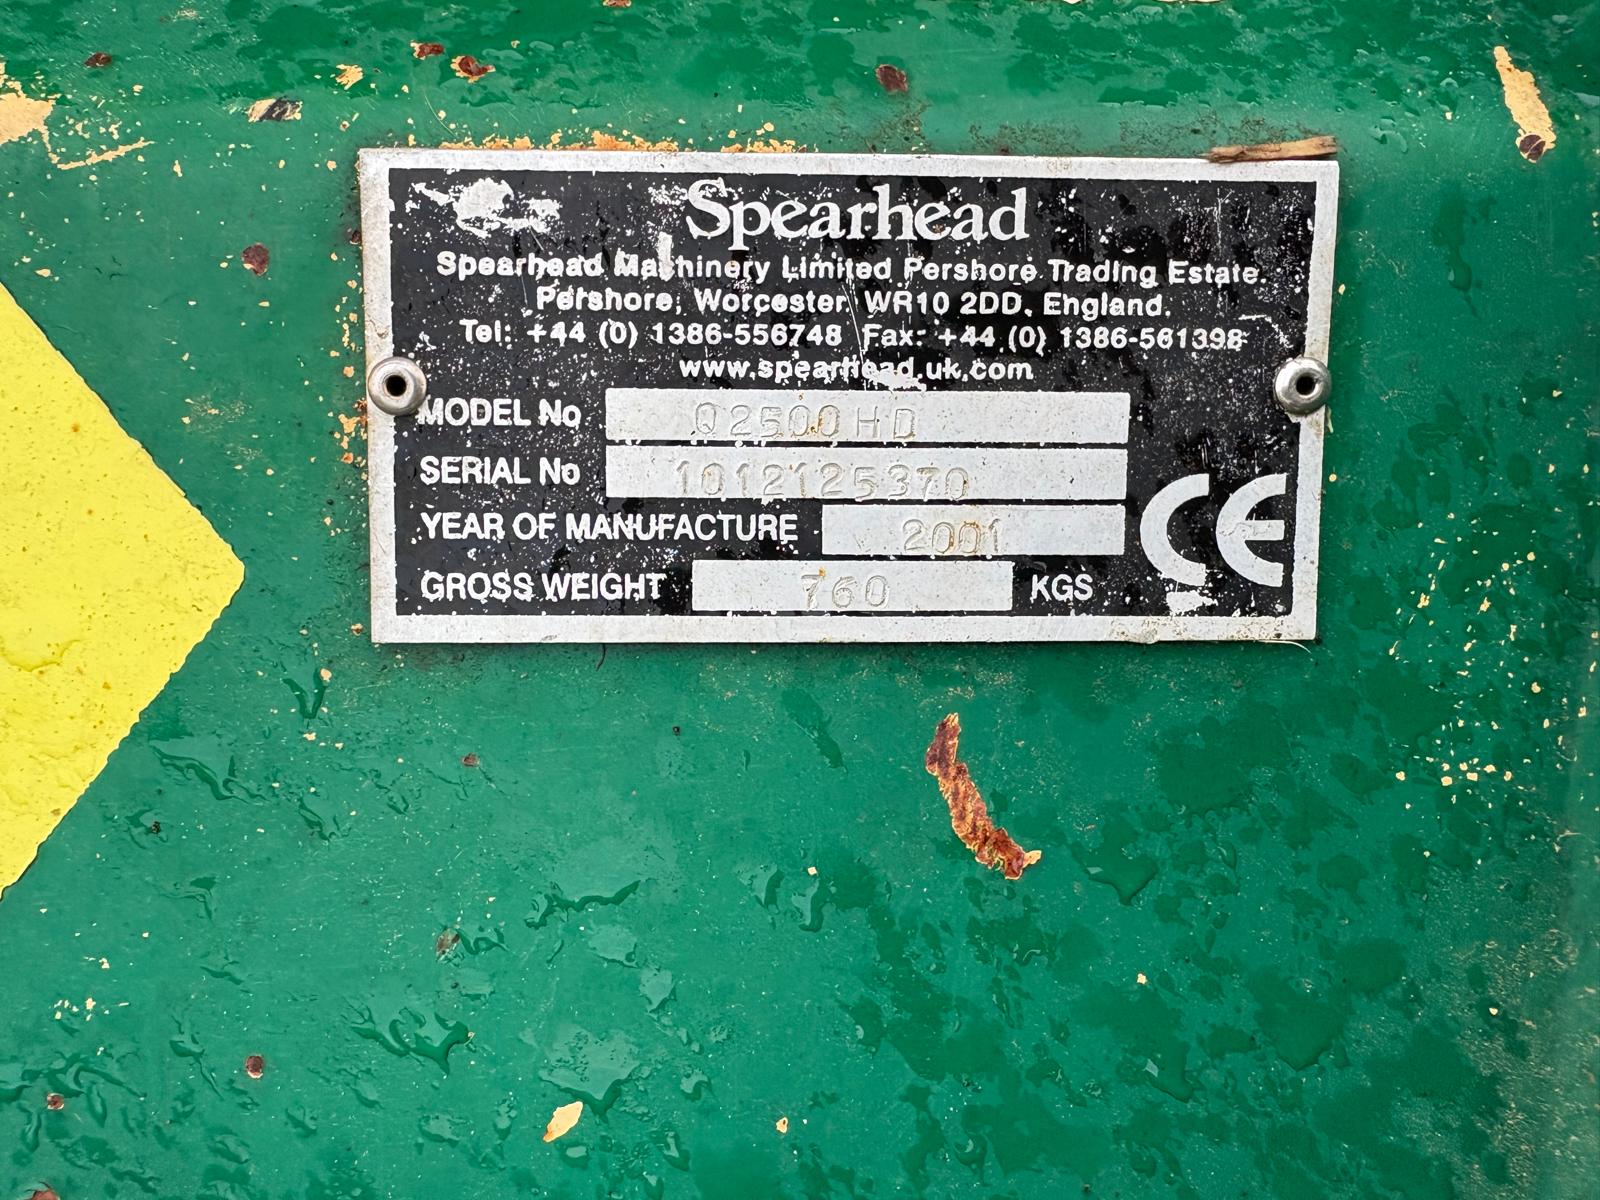 Spearhead
Spearhead Machinery Limited Pershore Trading Estate.
Pershore, Worcester, WR10 2DD, England.
Tel: +44 (0) 1386-556748 Fax: +44 (0) 1386-561398
www.spearhead.uk.com
MODEL No Q2500HD
SERIAL No 1012125370
YEAR OF MANUFACTURE 2001
GROSS WEIGHT 760 KGS
CE